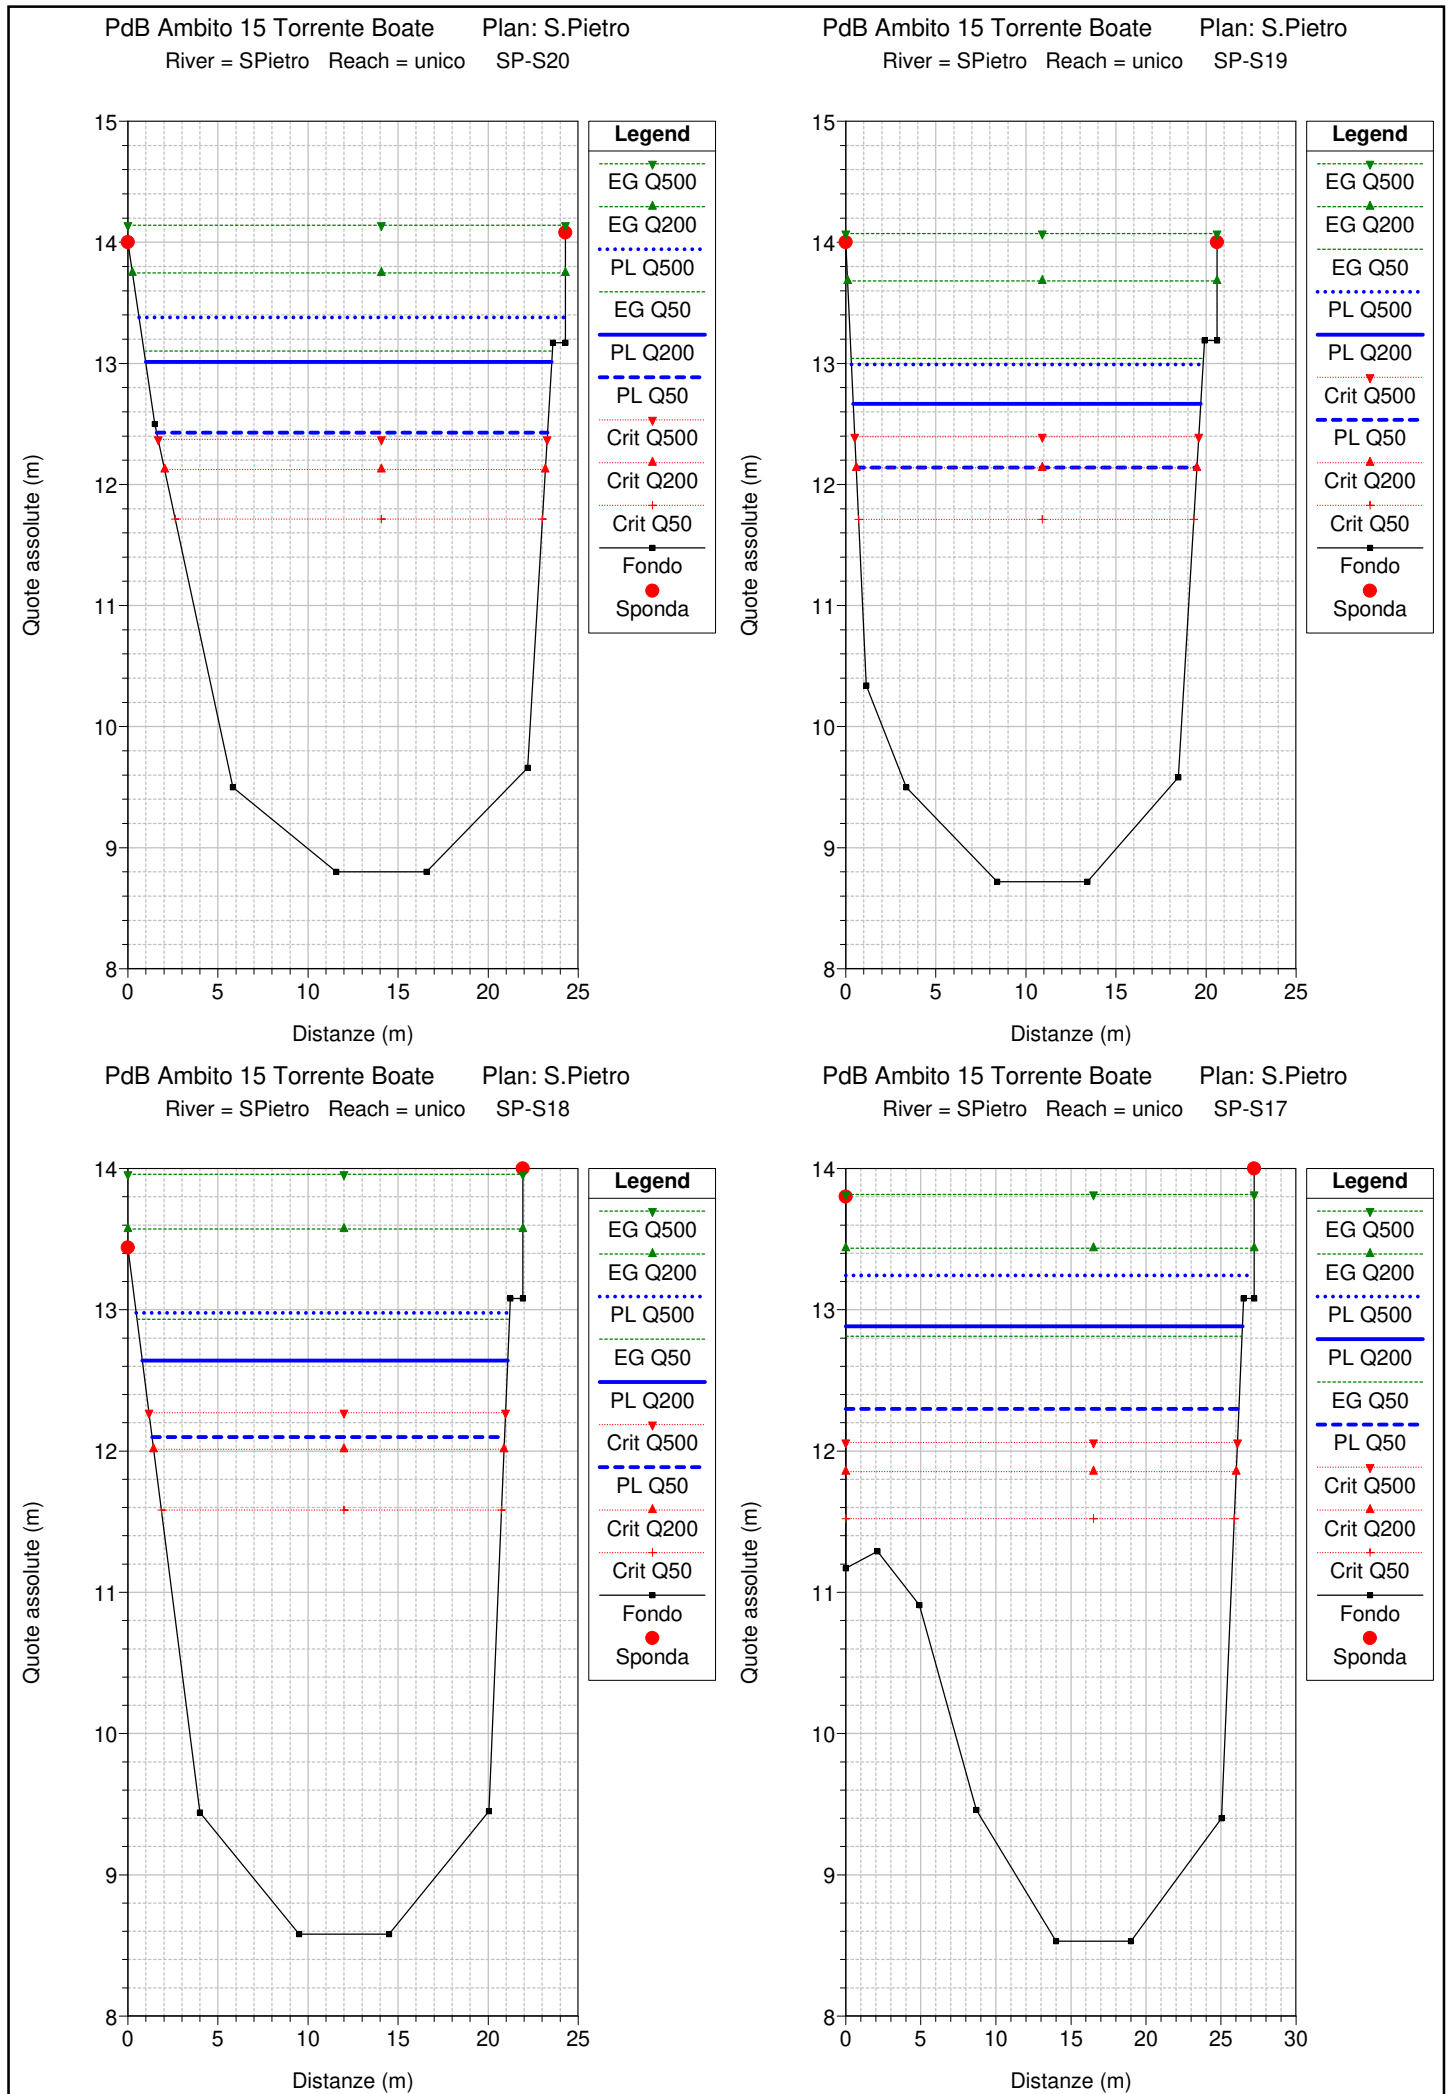 PdB Ambito 15 Torrente Boate Plan: S.Pietro
River = SPietro Reach = unico SP-S20
Quote assolute (m)
15
14
13
12
11
10
9
8
0 5 10 15 20 25
Distanze (m)
Legend
EG Q500
EG Q200
PL Q500
EG Q50
PL Q200
PL Q50
Crit Q500
Crit Q200
Crit Q50
Fondo
Sponda
PdB Ambito 15 Torrente Boate Plan: S.Pietro
River = SPietro Reach = unico SP-S19
Quote assolute (m)
15
14
13
12
11
10
9
8
0 5 10 15 20 25
Distanze (m)
Legend
EG Q500
EG Q200
EG Q50
PL Q500
PL Q200
Crit Q500
PL Q50
Crit Q200
Crit Q50
Fondo
Sponda
PdB Ambito 15 Torrente Boate Plan: S.Pietro
River = SPietro Reach = unico SP-S18
Quote assolute (m)
14
13
12
11
10
9
8
0 5 10 15 20 25
Distanze (m)
Legend
EG Q500
EG Q200
PL Q500
EG Q50
PL Q200
Crit Q500
PL Q50
Crit Q200
Crit Q50
Fondo
Sponda
PdB Ambito 15 Torrente Boate Plan: S.Pietro
River = SPietro Reach = unico SP-S17
Quote assolute (m)
14
13
12
11
10
9
8
0 5 10 15 20 25 30
Distanze (m)
Legend
EG Q500
EG Q200
PL Q500
PL Q200
EG Q50
PL Q50
Crit Q500
Crit Q200
Crit Q50
Fondo
Sponda